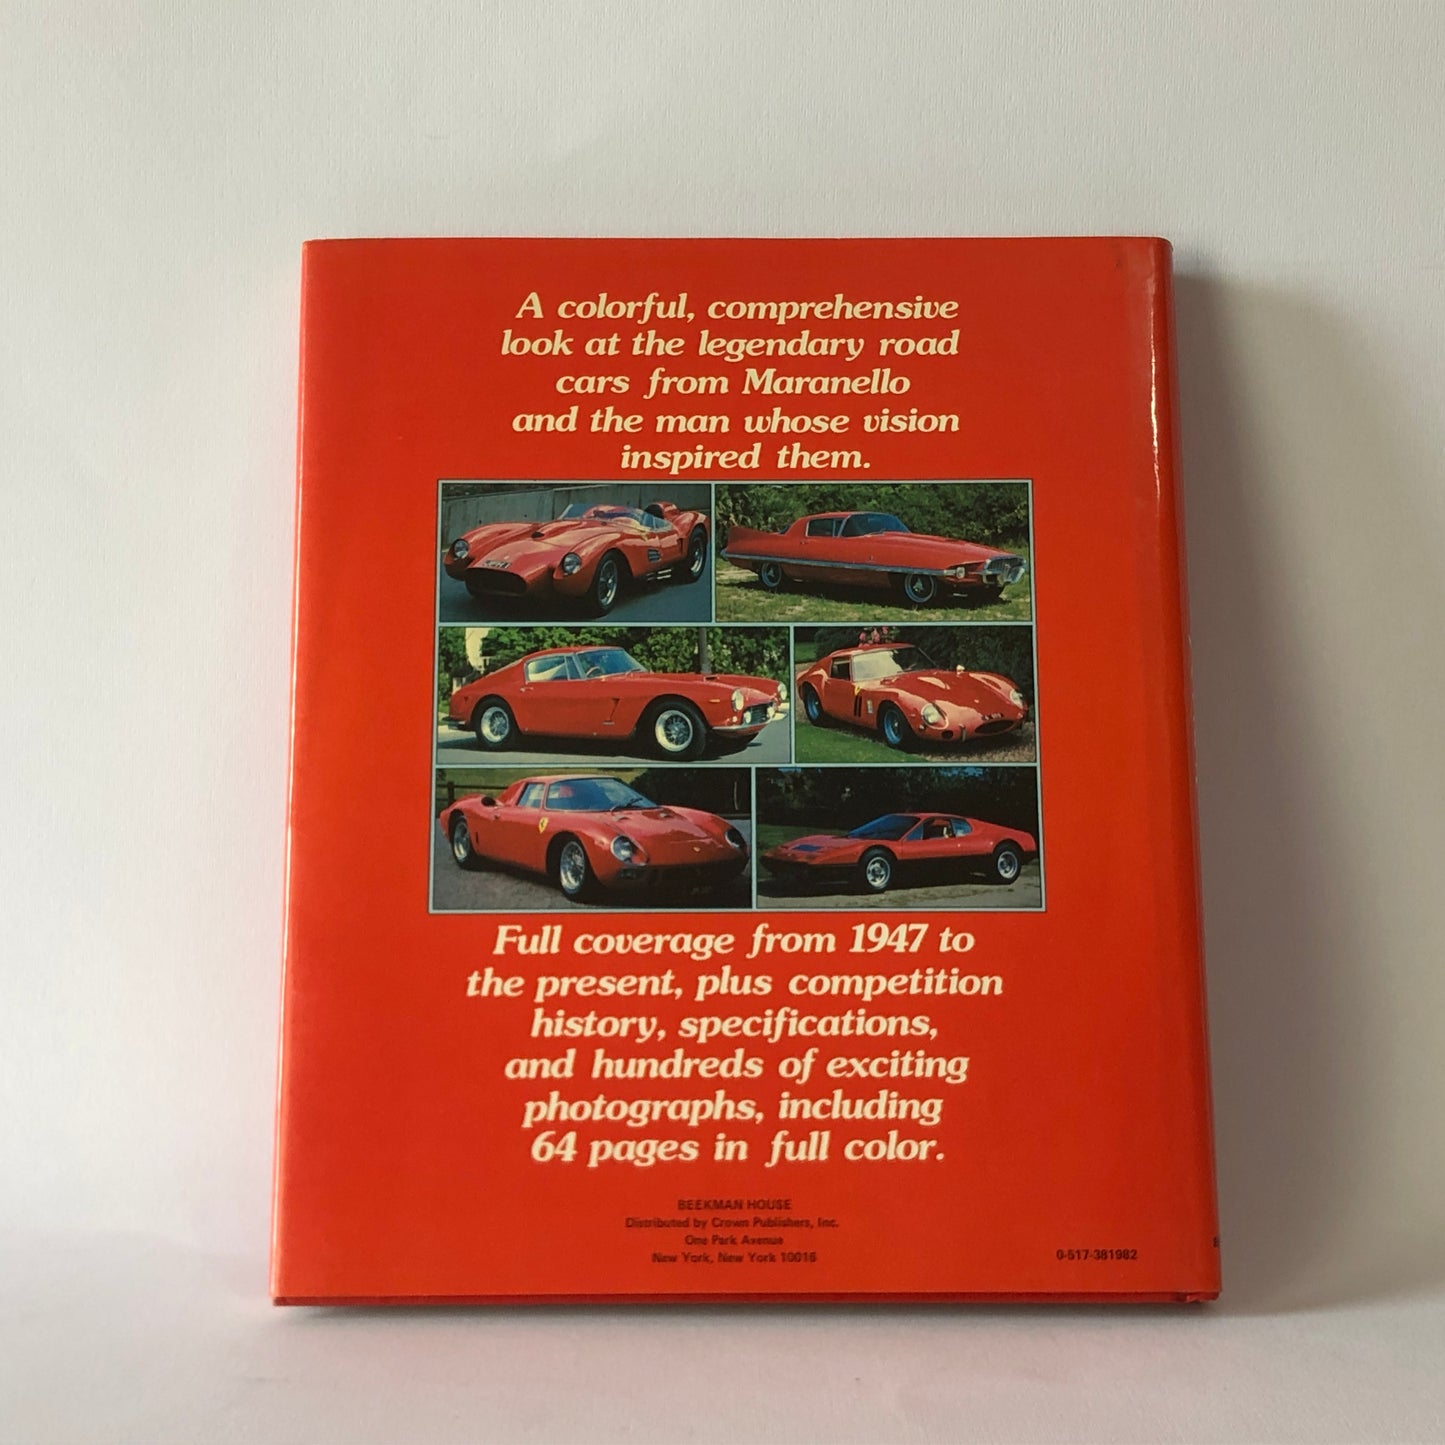 A colorful, comprehensive
look at the legendary road
cars from Maranello
and the man whose vision
inspired them.
Full coverage from 1947 to
the present, plus competition
history, specifications,
and hundreds of exciting
photographs, including
64 pages in full color.
BEEKMAN HOUSE
Distributed by Crown Publishers, Inc.
One Park Avenue
New York, New York 10016
0-517-381982